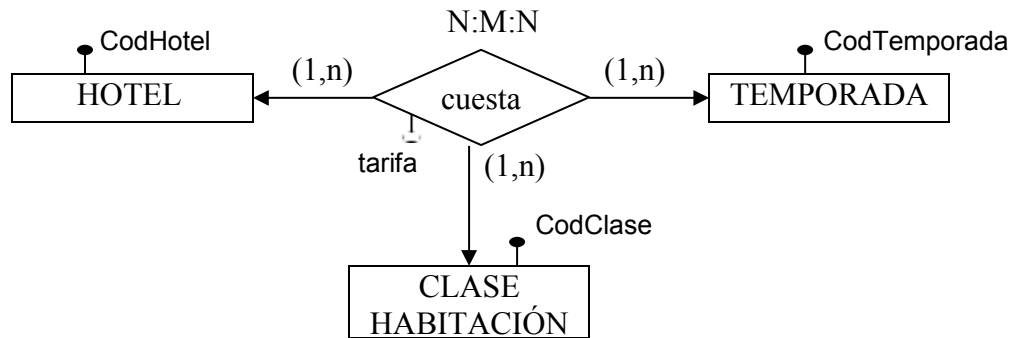 N:M:N
CodHotel
CodTemporada
(1,n)
(1,n)
HOTEL
cuesta
TEMPORADA
tarifa
(1,n)
CodClase
CLASE
HABITACIÓN